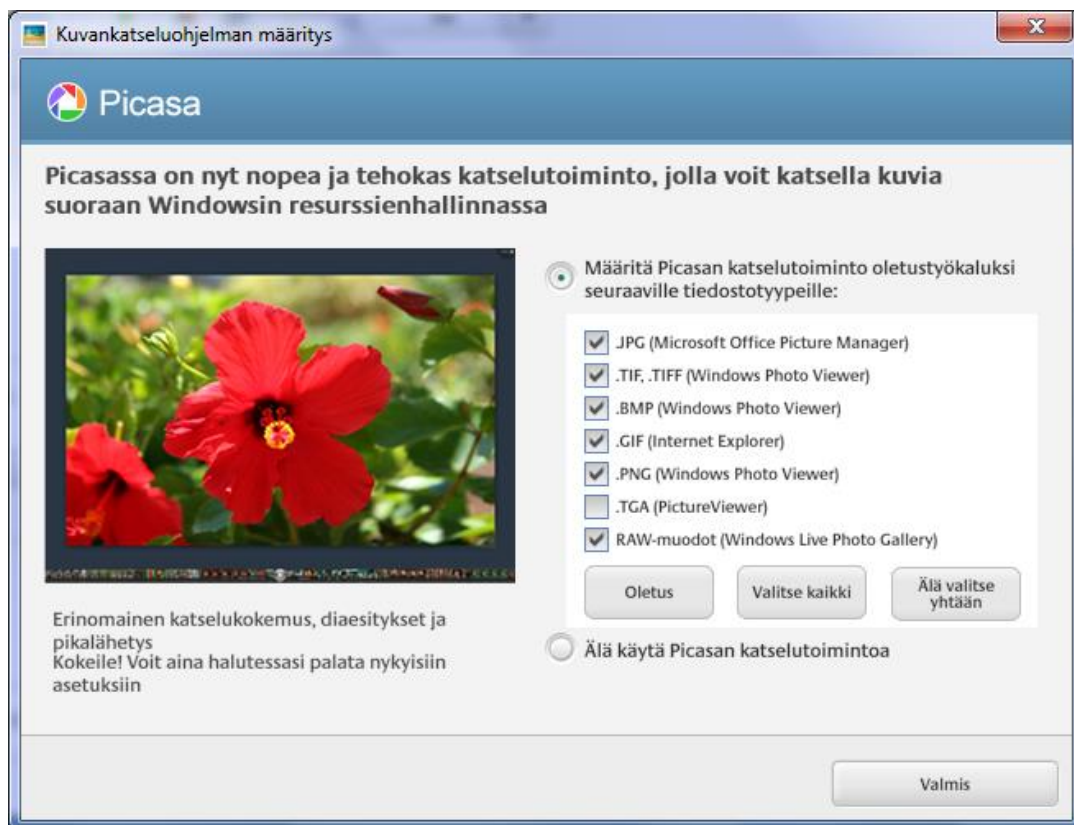 Kuvankatseluohjelman määritys
Picasa
Picasassa on nyt nopea ja tehokas katselutoiminto, jolla voit katsella kuvia
suoraan Windowsin resurssienhallinnassa
Määritä Picasan katselutoiminto oletustyökaluksi
seuraaville tiedostotyypeille:
.JPG (Microsoft Office Picture Manager)
.TIF, .TIFF (Windows Photo Viewer)
.BMP (Windows Photo Viewer)
.GIF (Internet Explorer)
.PNG (Windows Photo Viewer)
.TGA (PictureViewer)
RAW-muodot (Windows Live Photo Gallery)
Oletus
Valitse kaikki
Älä valitse
yhtään
Älä käytä Picasan katselutoimintoa
Erinomainen katselukokemus, diaesitykset ja
pikalähetys
Kokeile! Voit aina halutessasi palata nykyisiin
asetuksiin
Valmis